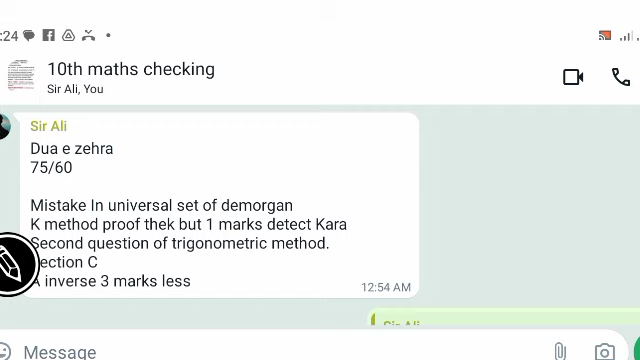 :24
10th maths checking
Sir Ali, You
Sir Ali
Dua e zehra
75/60
Mistake In universal set of demorgan
K method proof thek but 1 marks detect Kara
Second question of trigonometric method.
ection C
inverse 3 marks less
12:54 AM
Sir Ali
Message